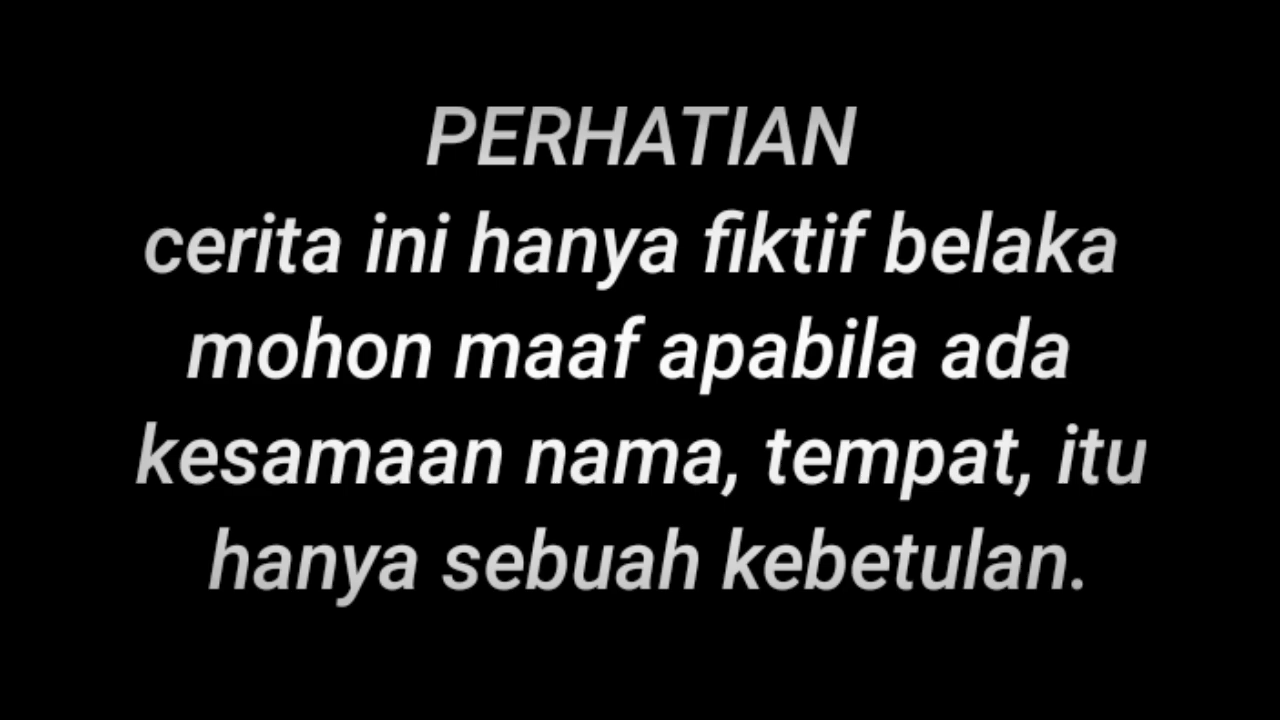 PERHATIAN
cerita ini hanya fiktif belaka
mohon maaf apabila ada
kesamaan nama, tempat, itu
hanya sebuah kebetulan.